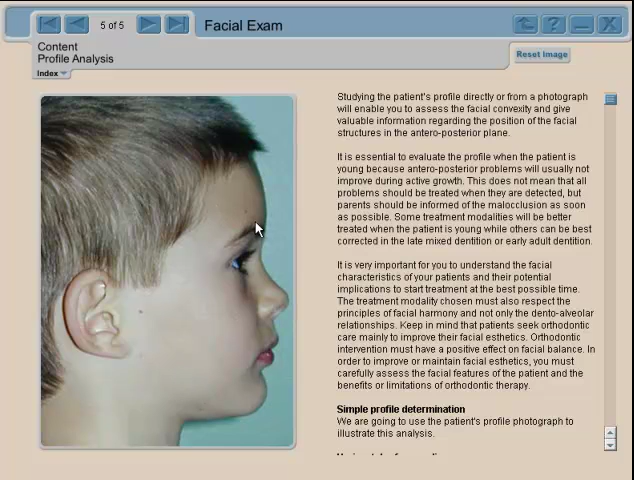 5 of 5
Facial Exam
Content
Profile Analysis
Index
Reset Image
Studying the patient's profile directly or from a photograph
will enable you to assess the facial convexity and give
valuable information regarding the position of the facial
structures in the antero-posterior plane.
It is essential to evaluate the profile when the patient is
young because antero-posterior problems will usually not
improve during active growth. This does not mean that all
problems should be treated when they are detected, but
parents should be informed of the malocclusion as soon
as possible. Some treatment modalities will be better
treated when the patient is young while others can be best
corrected in the late mixed dentition or early adult dentition.
It is very important for you to understand the facial
characteristics of your patients and their potential
implications to start treatment at the best possible time.
The treatment modality chosen must also respect the
principles of facial harmony and not only the dento-alveolar
relationships. Keep in mind that patients seek orthodontic
care mainly to improve their facial esthetics. Orthodontic
intervention must have a positive effect on facial balance. In
order to improve or maintain facial esthetics, you must
carefully assess the facial features of the patient and the
benefits or limitations of orthodontic therapy.
Simple profile determination
We are going to use the patient's profile photograph to
illustrate this analysis.